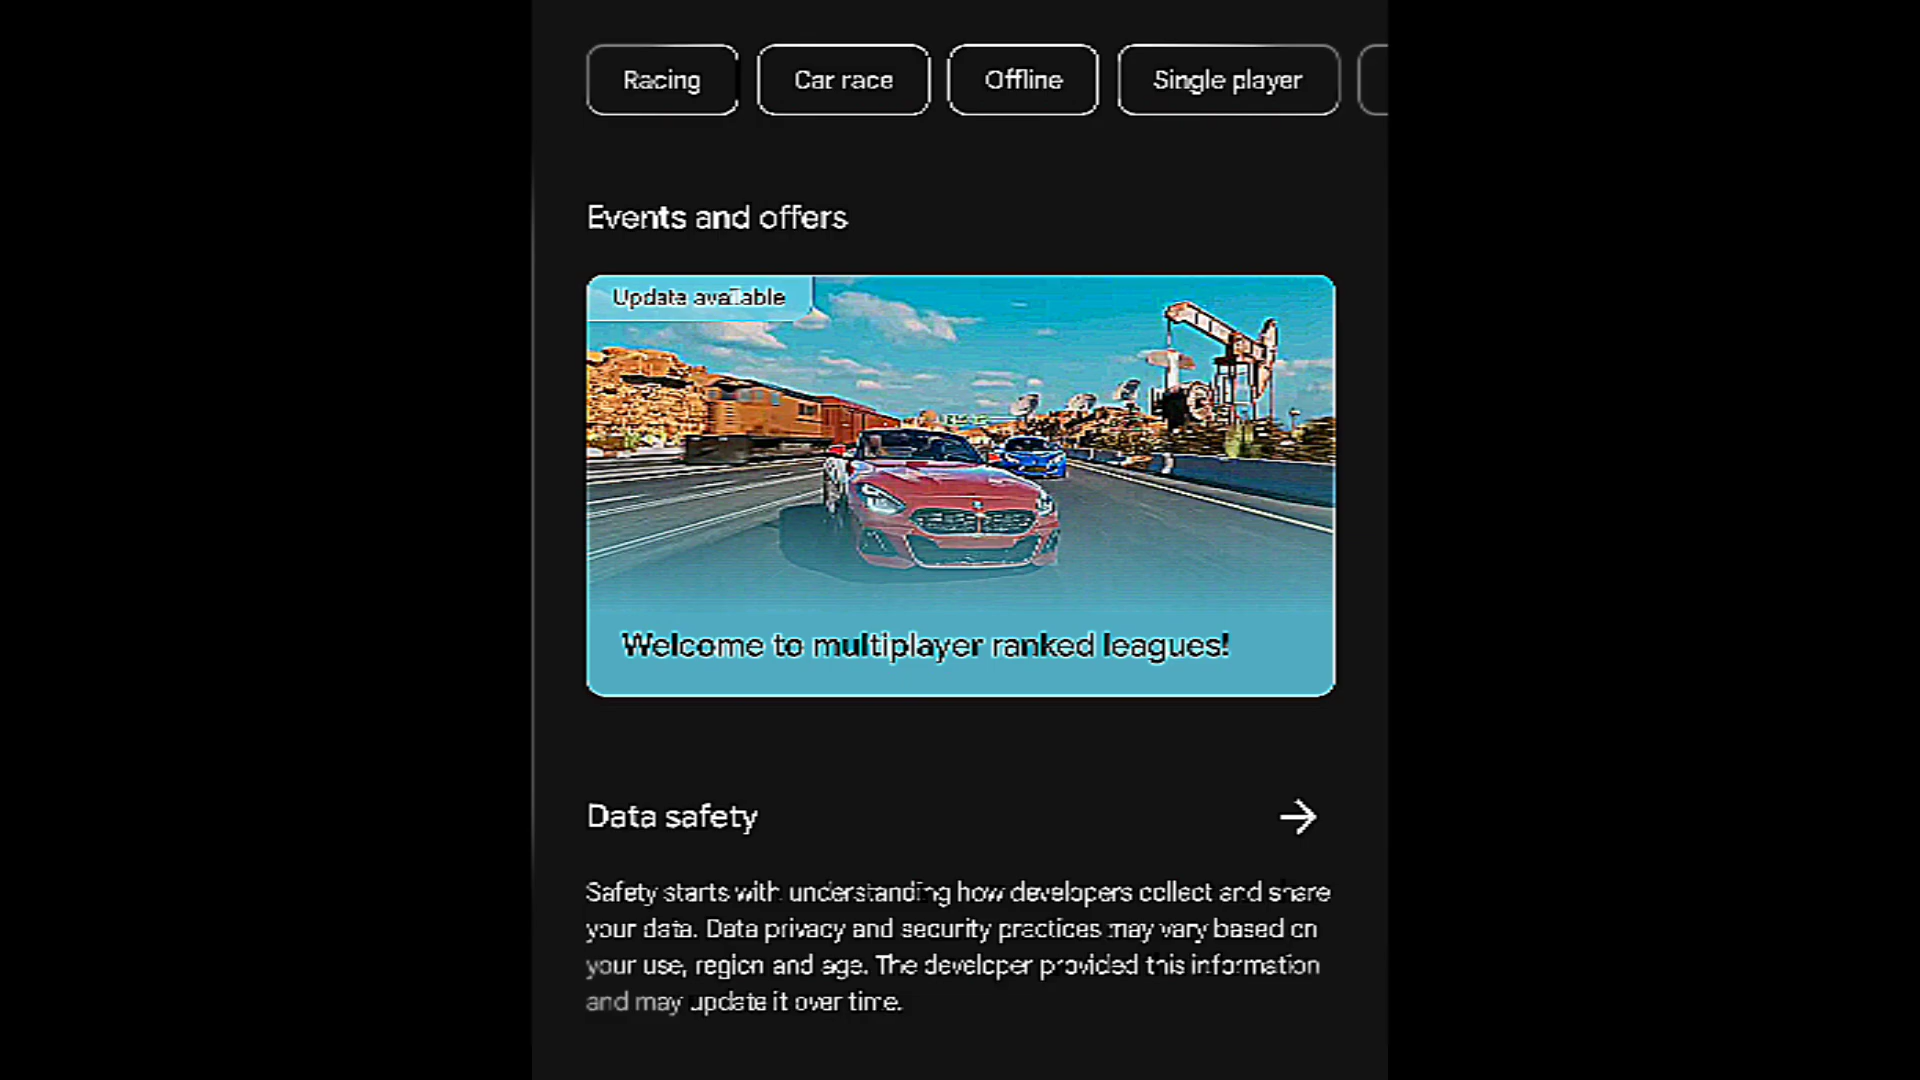 Racing
Car race
Offline
Single player
Events and offers
Update available
Welcome to multiplayer ranked leagues!
Data safety
Safety starts with understanding how developers collect and share
your data. Data privacy and security practices may vary based on
your use, region and age. The developer provided this information
and may update it over time.